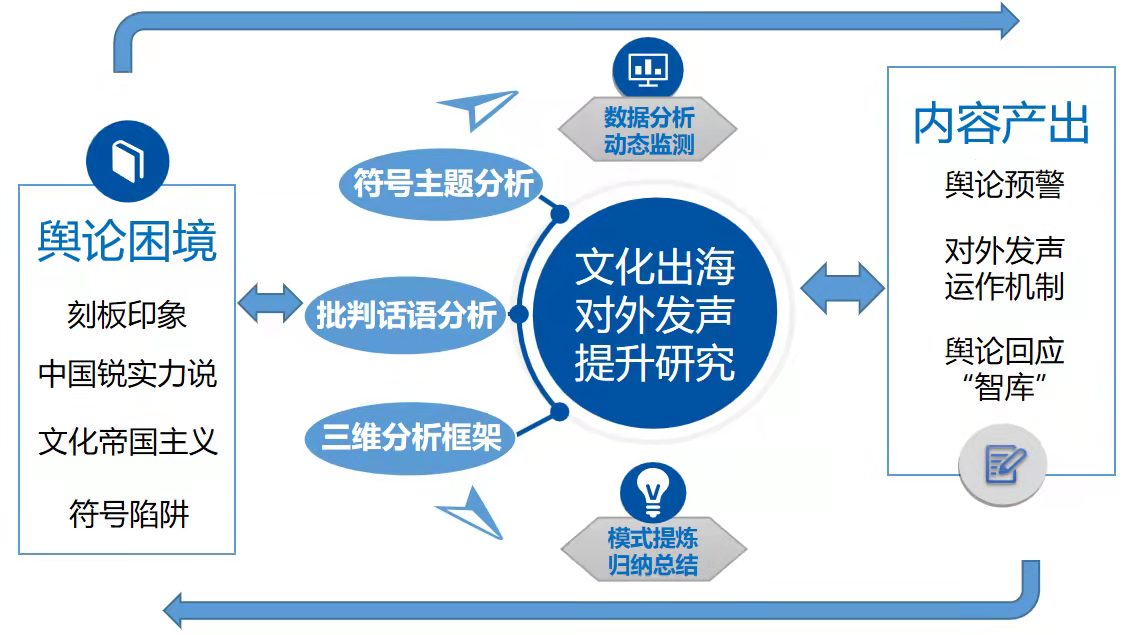 舆论困境
刻板印象
中国锐实力说
文化帝国主义
符号陷阱
符号主题分析
批判话语分析
三维分析框架
数据分析
动态监测
文化出海
对外发声
提升研究
模式提炼
归纳总结
内容产出
舆论预警
对外发声
运作机制
舆论回应
“智库”